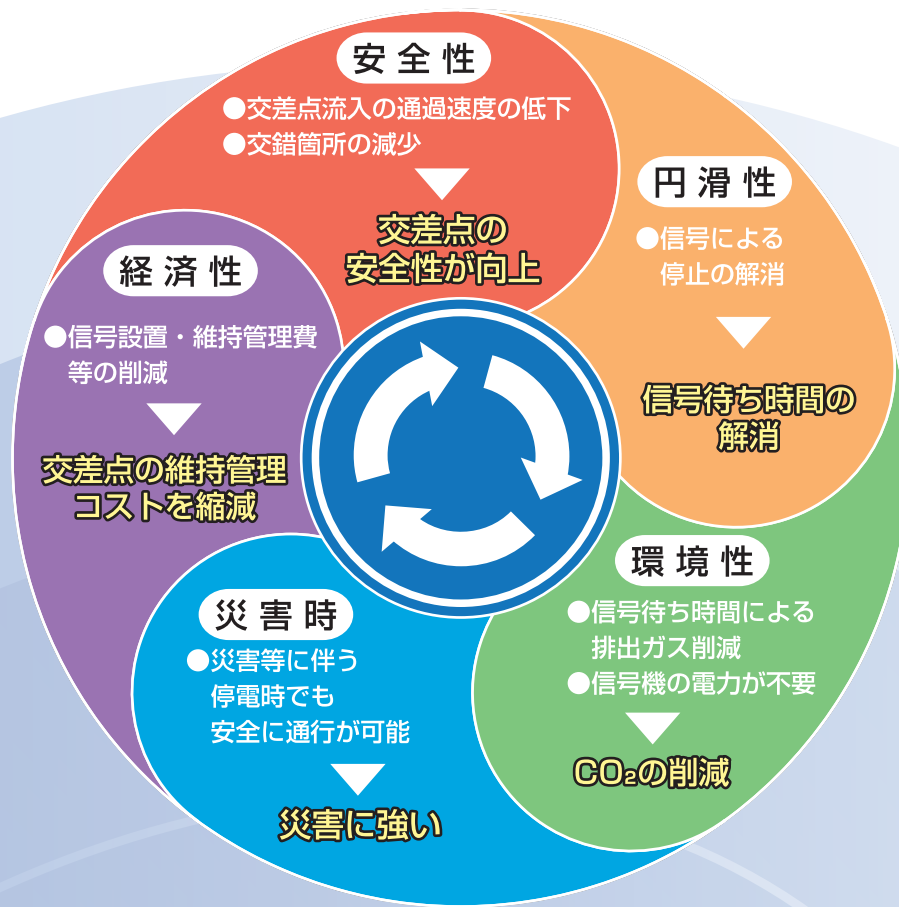 安全性
●交差点流入の通過速度の低下
●交錯箇所の減少
交差点の
安全性が向上
円滑性
●信号による
停止の解消
信号待ち時間の
解消
環境性
●信号待ち時間による
排出ガス削減
●信号機の電力が不要
CO₂の削減
災害時
●災害等に伴う
停電時でも
安全に通行が可能
災害に強い
経済性
●信号設置・維持管理費
等の削減
交差点の維持管理
コストを縮減